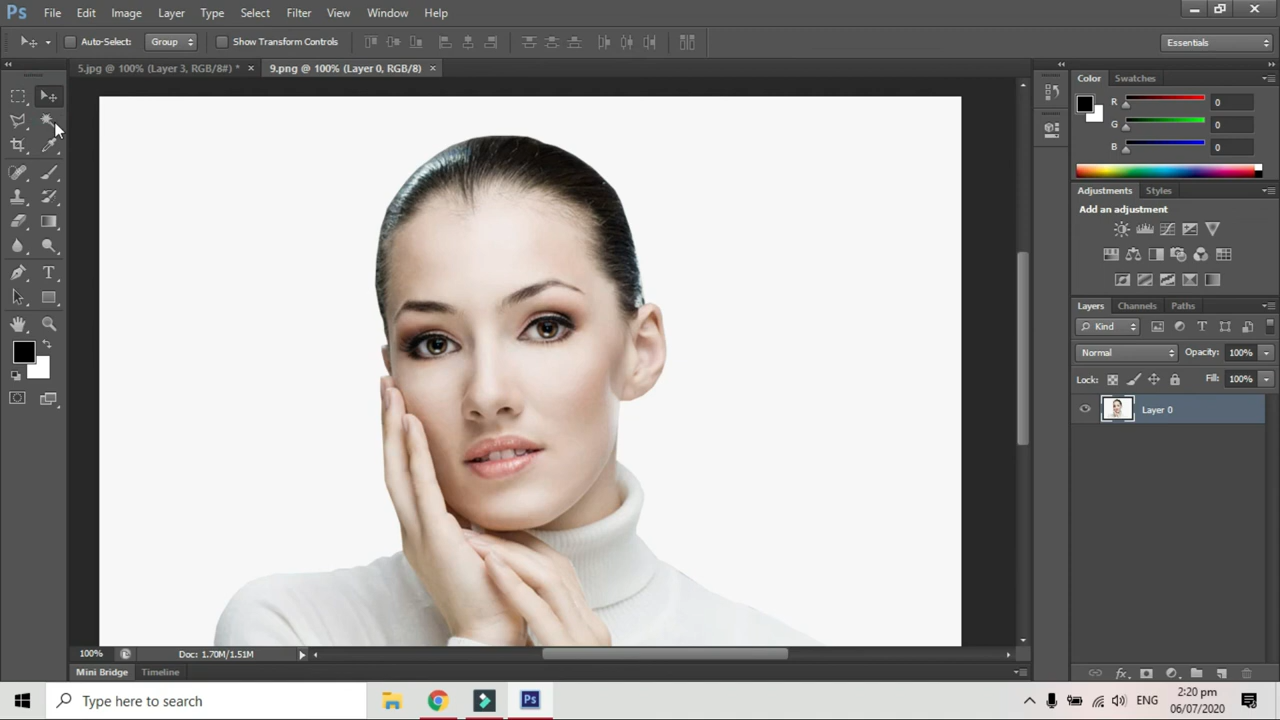 Ps File Edit Image Layer Type Select Filter View Window Help
Auto-Select: Group Show Transform Controls Essentials
5.jpg @ 100% (Layer 3, RGB/8#) * × 9.png @ 100% (Layer 0, RGB/8) ×
Color Swatches
R 0
G 0
B 0
Adjustments Styles
Add an adjustment
Layers Channels Paths
Kind
Normal Opacity: 100%
Lock: Fill: 100%
Layer 0
100% Doc: 1.70M/1.51M
Mini Bridge Timeline
Type here to search
Ps
ENG
2:20 pm
06/07/2020